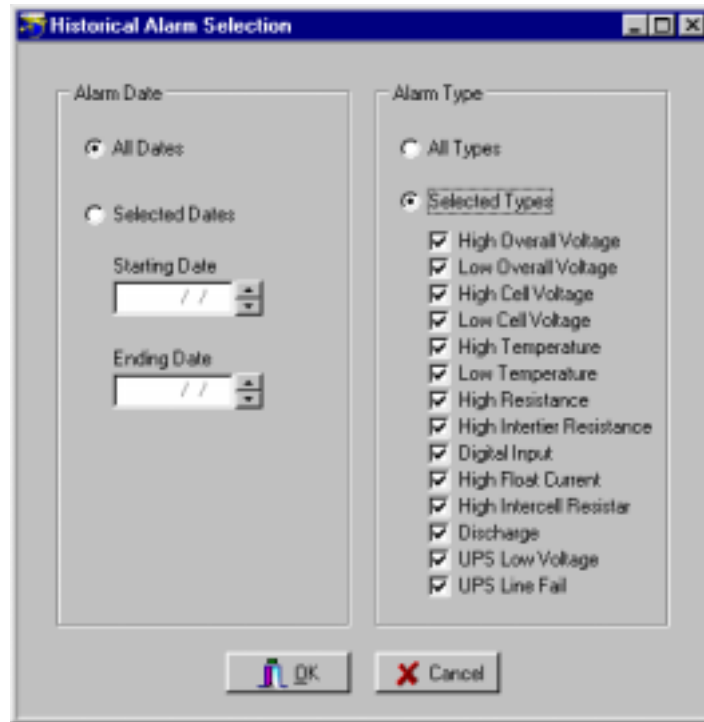 Historical Alarm Selection
Alarm Date
All Dates
Selected Dates
Starting Date
/ /
Ending Date
/ /
Alarm Type
All Types
Selected Types
High Overall Voltage
Low Overall Voltage
High Cell Voltage
Low Cell Voltage
High Temperature
Low Temperature
High Resistance
High Intertier Resistance
Digital Input
High Float Current
High Intercell Resistar
Discharge
UPS Low Voltage
UPS Line Fail
OK
Cancel